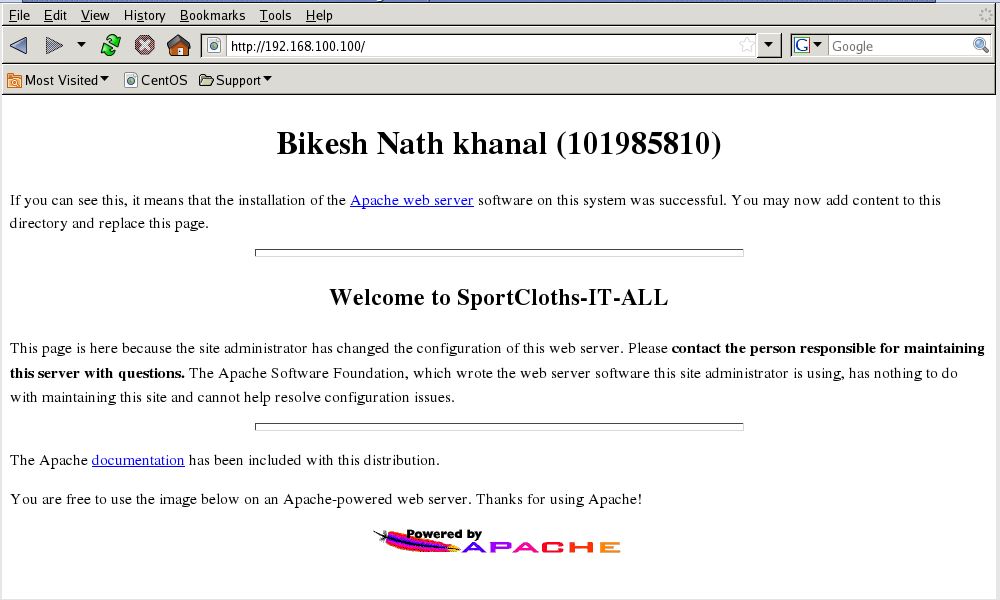 File Edit View History Bookmarks Tools Help
http://192.168.100.100/ G Google
Most Visited CentOS Support
Bikesh Nath khanal (101985810)
If you can see this, it means that the installation of the Apache web server software on this system was successful. You may now add content to this
directory and replace this page.
Welcome to SportCloths-IT-ALL
This page is here because the site administrator has changed the configuration of this web server. Please contact the person responsible for maintaining
this server with questions. The Apache Software Foundation, which wrote the web server software this site administrator is using, has nothing to do
with maintaining this site and cannot help resolve configuration issues.
The Apache documentation has been included with this distribution.
You are free to use the image below on an Apache-powered web server. Thanks for using Apache!
Powered by
APACHE